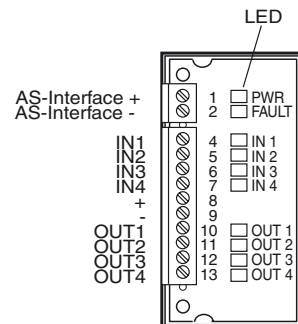 LED
AS-Interface + 1 PWR
AS-Interface - 2 FAULT
IN1 4 IN 1
IN2 5 IN 2
IN3 6 IN 3
IN4 7 IN 4
+ 8
- 9
OUT1 10 OUT 1
OUT2 11 OUT 2
OUT3 12 OUT 3
OUT4 13 OUT 4